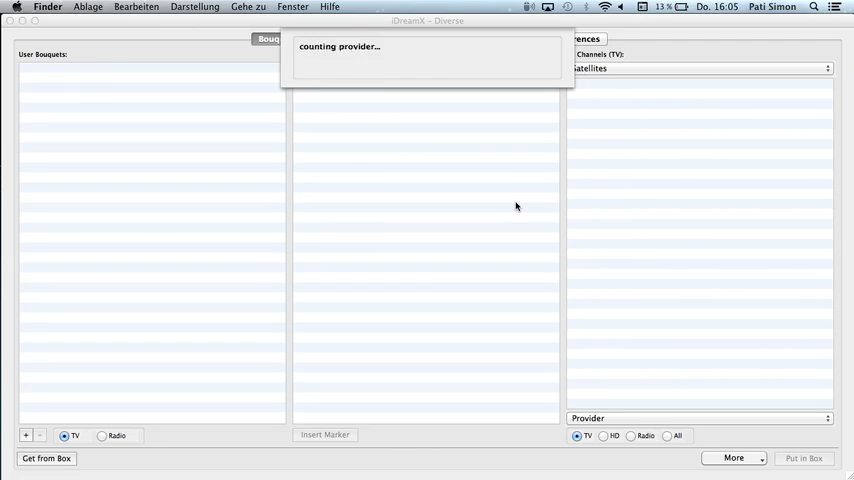 Finder Ablage Bearbeiten Darstellung Gehe zu Fenster Hilfe 13 % Do. 16:05 Pati Simon
iDreamX – Diverse
counting provider...
User Bouquets:
Channels (TV):
Satellites
Provider
+ - TV Radio
Insert Marker
TV HD Radio All
Get from Box
More
Put in Box